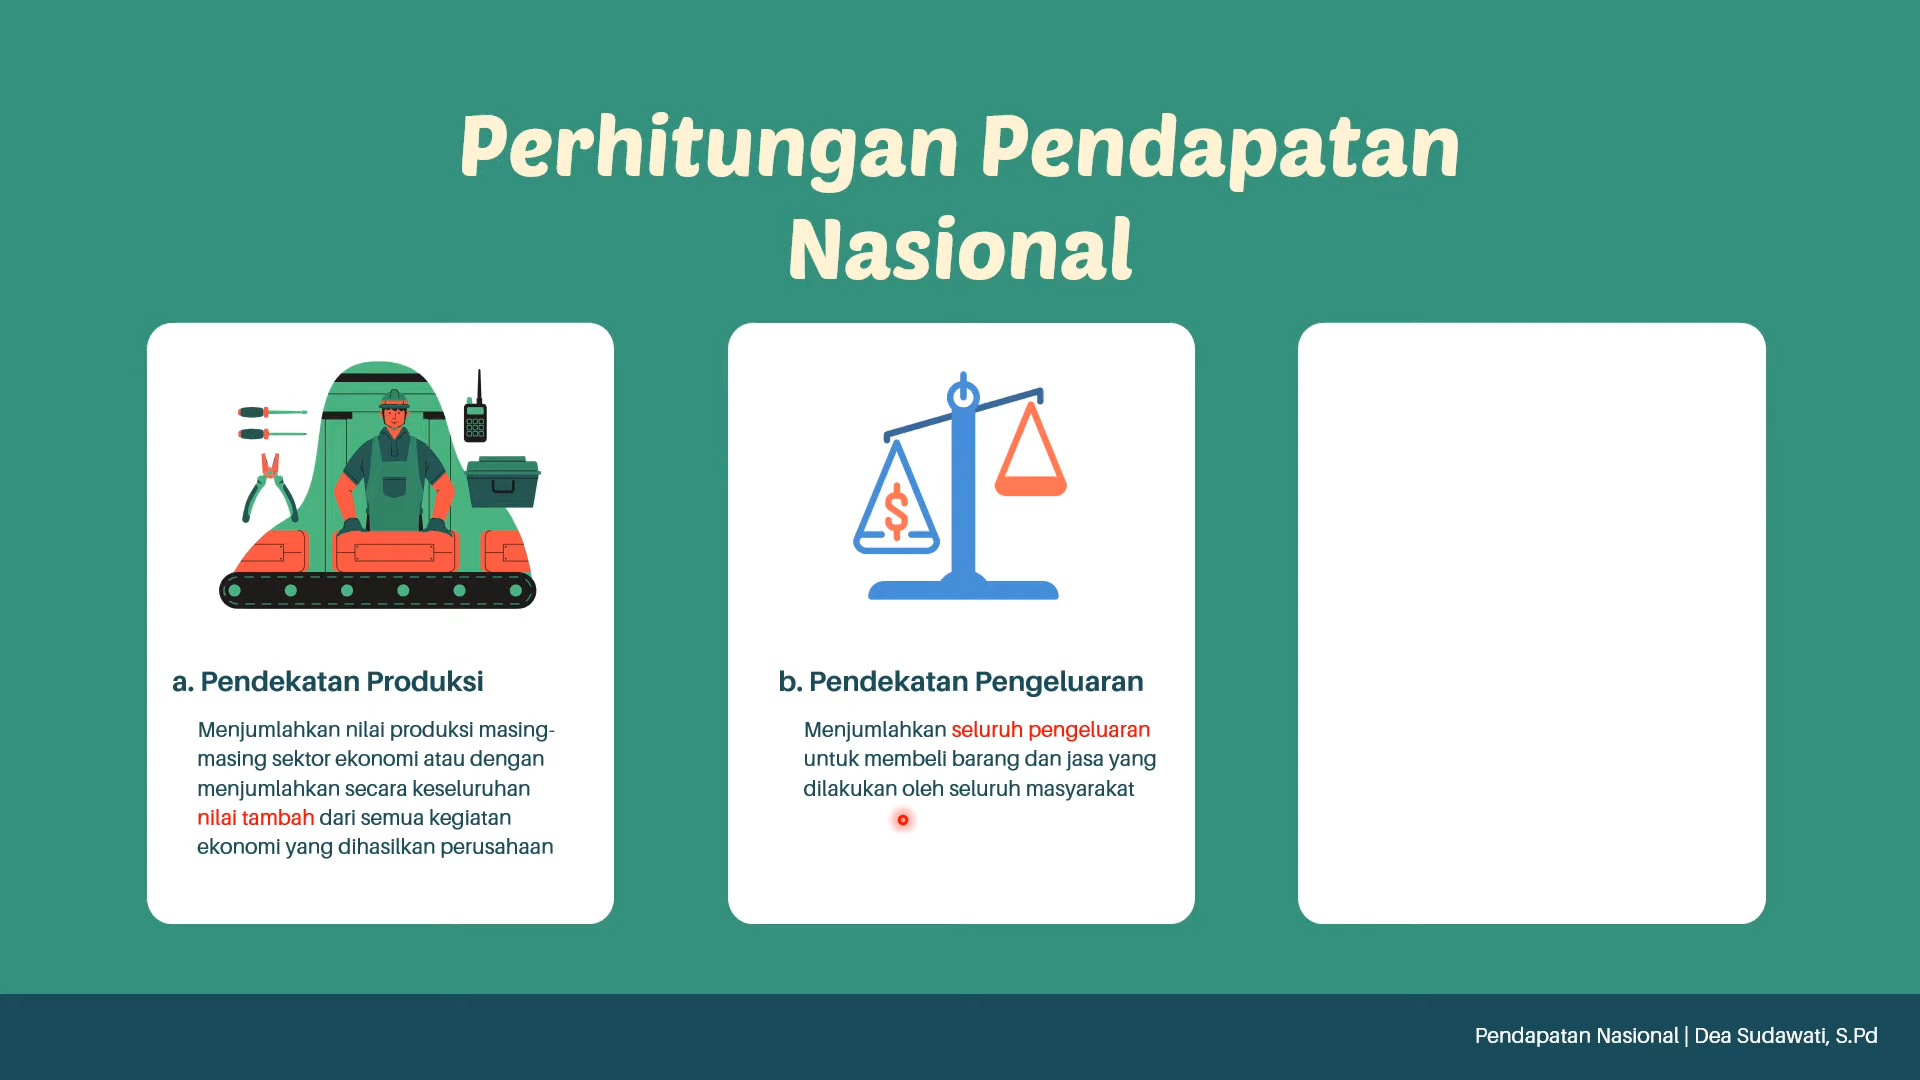 Perhitungan Pendapatan
Nasional
a. Pendekatan Produksi
Menjumlahkan nilai produksi masing-
masing sektor ekonomi atau dengan
menjumlahkan secara keseluruhan
nilai tambah dari semua kegiatan
ekonomi yang dihasilkan perusahaan
$
b. Pendekatan Pengeluaran
Menjumlahkan seluruh pengeluaran
untuk membeli barang dan jasa yang
dilakukan oleh seluruh masyarakat
Pendapatan Nasional | Dea Sudawati, S.Pd